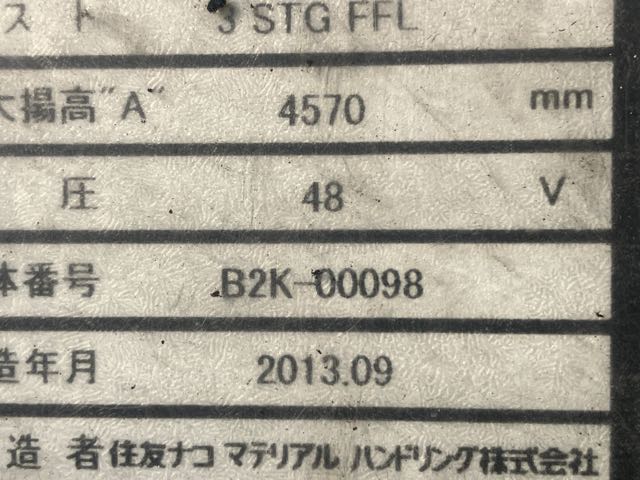 スト 3 STG FFL
大揚高"A" 4570 mm
圧 48 V
体番号 B2K-00098
造年月 2013.09
造者 住友ナコ マテリアル ハンドリング株式会社